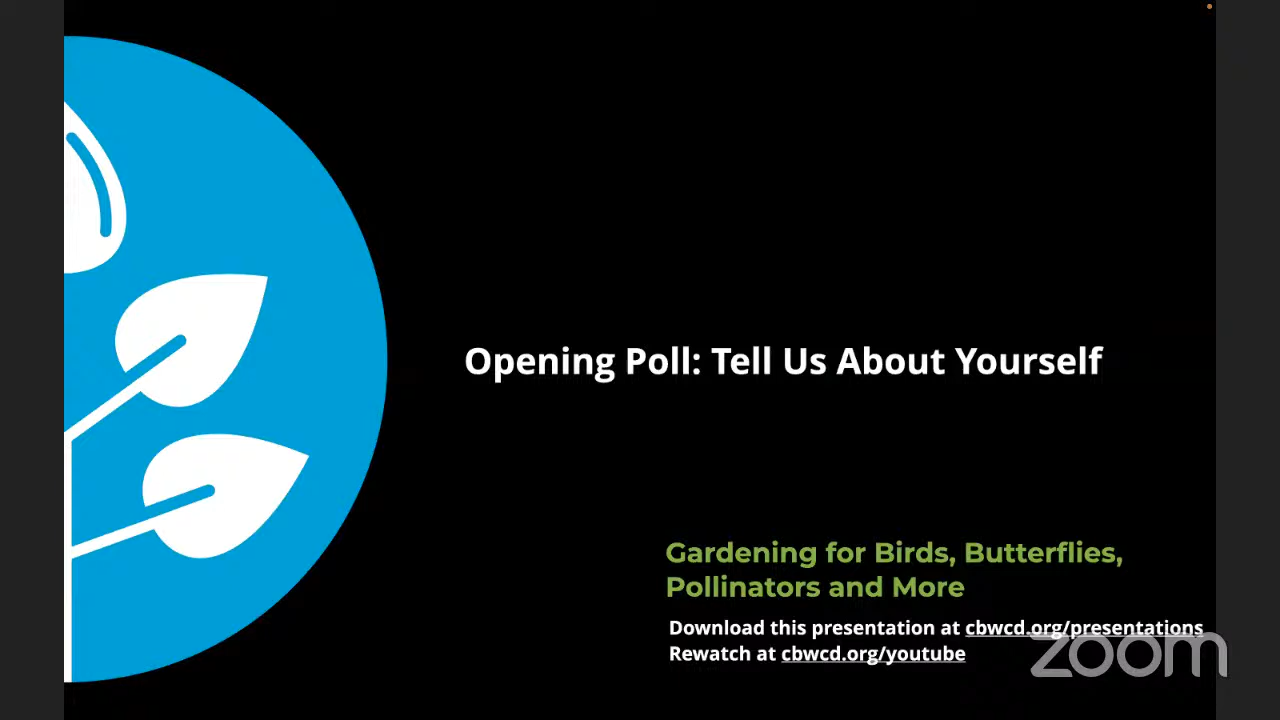 Opening Poll: Tell Us About Yourself
Gardening for Birds, Butterflies,
Pollinators and More
Download this presentation at cbwcd.org/presentations
Rewatch at cbwcd.org/youtube
zoom